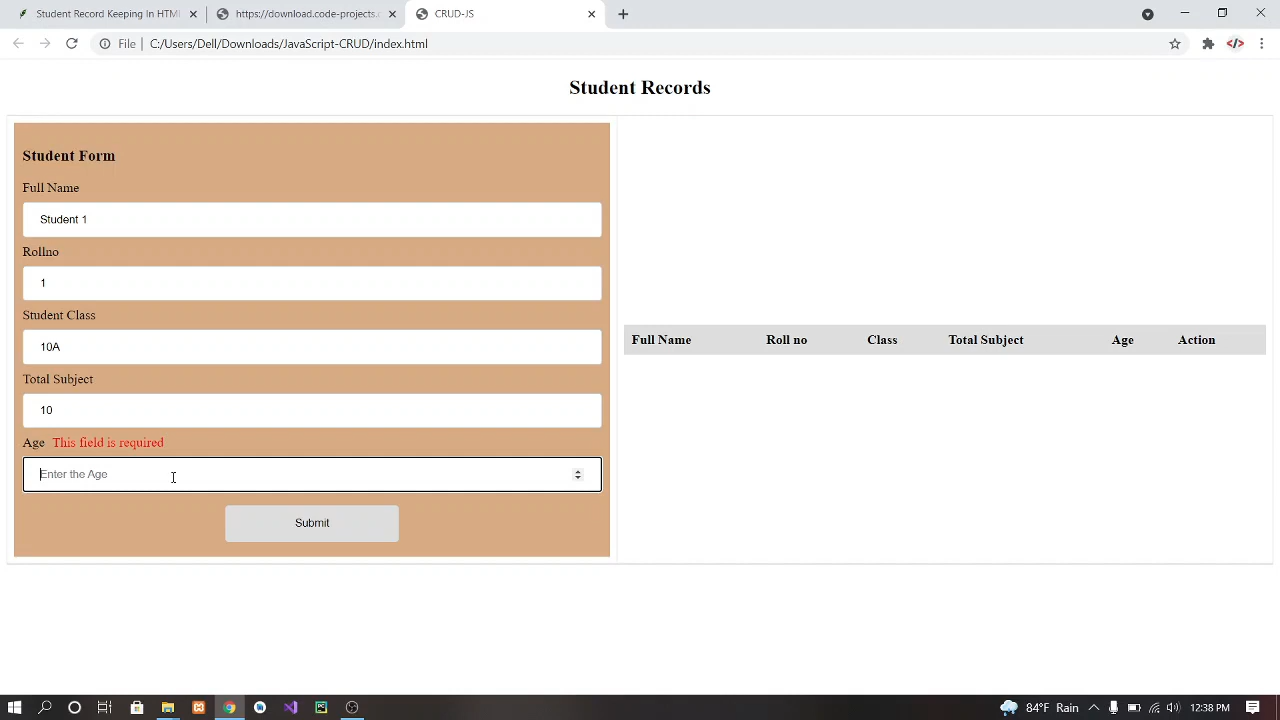 Student Record Keeping In HTM
https://download.code-projects.
CRUD-JS
File
C:/Users/Dell/Downloads/JavaScript-CRUD/index.html
Student Records
Student Form
Full Name
Student 1
Rollno
1
Student Class
10A
Total Subject
10
Age This field is required
Enter the Age
Submit
Full Name Roll no Class Total Subject Age Action
84°F Rain
12:38 PM